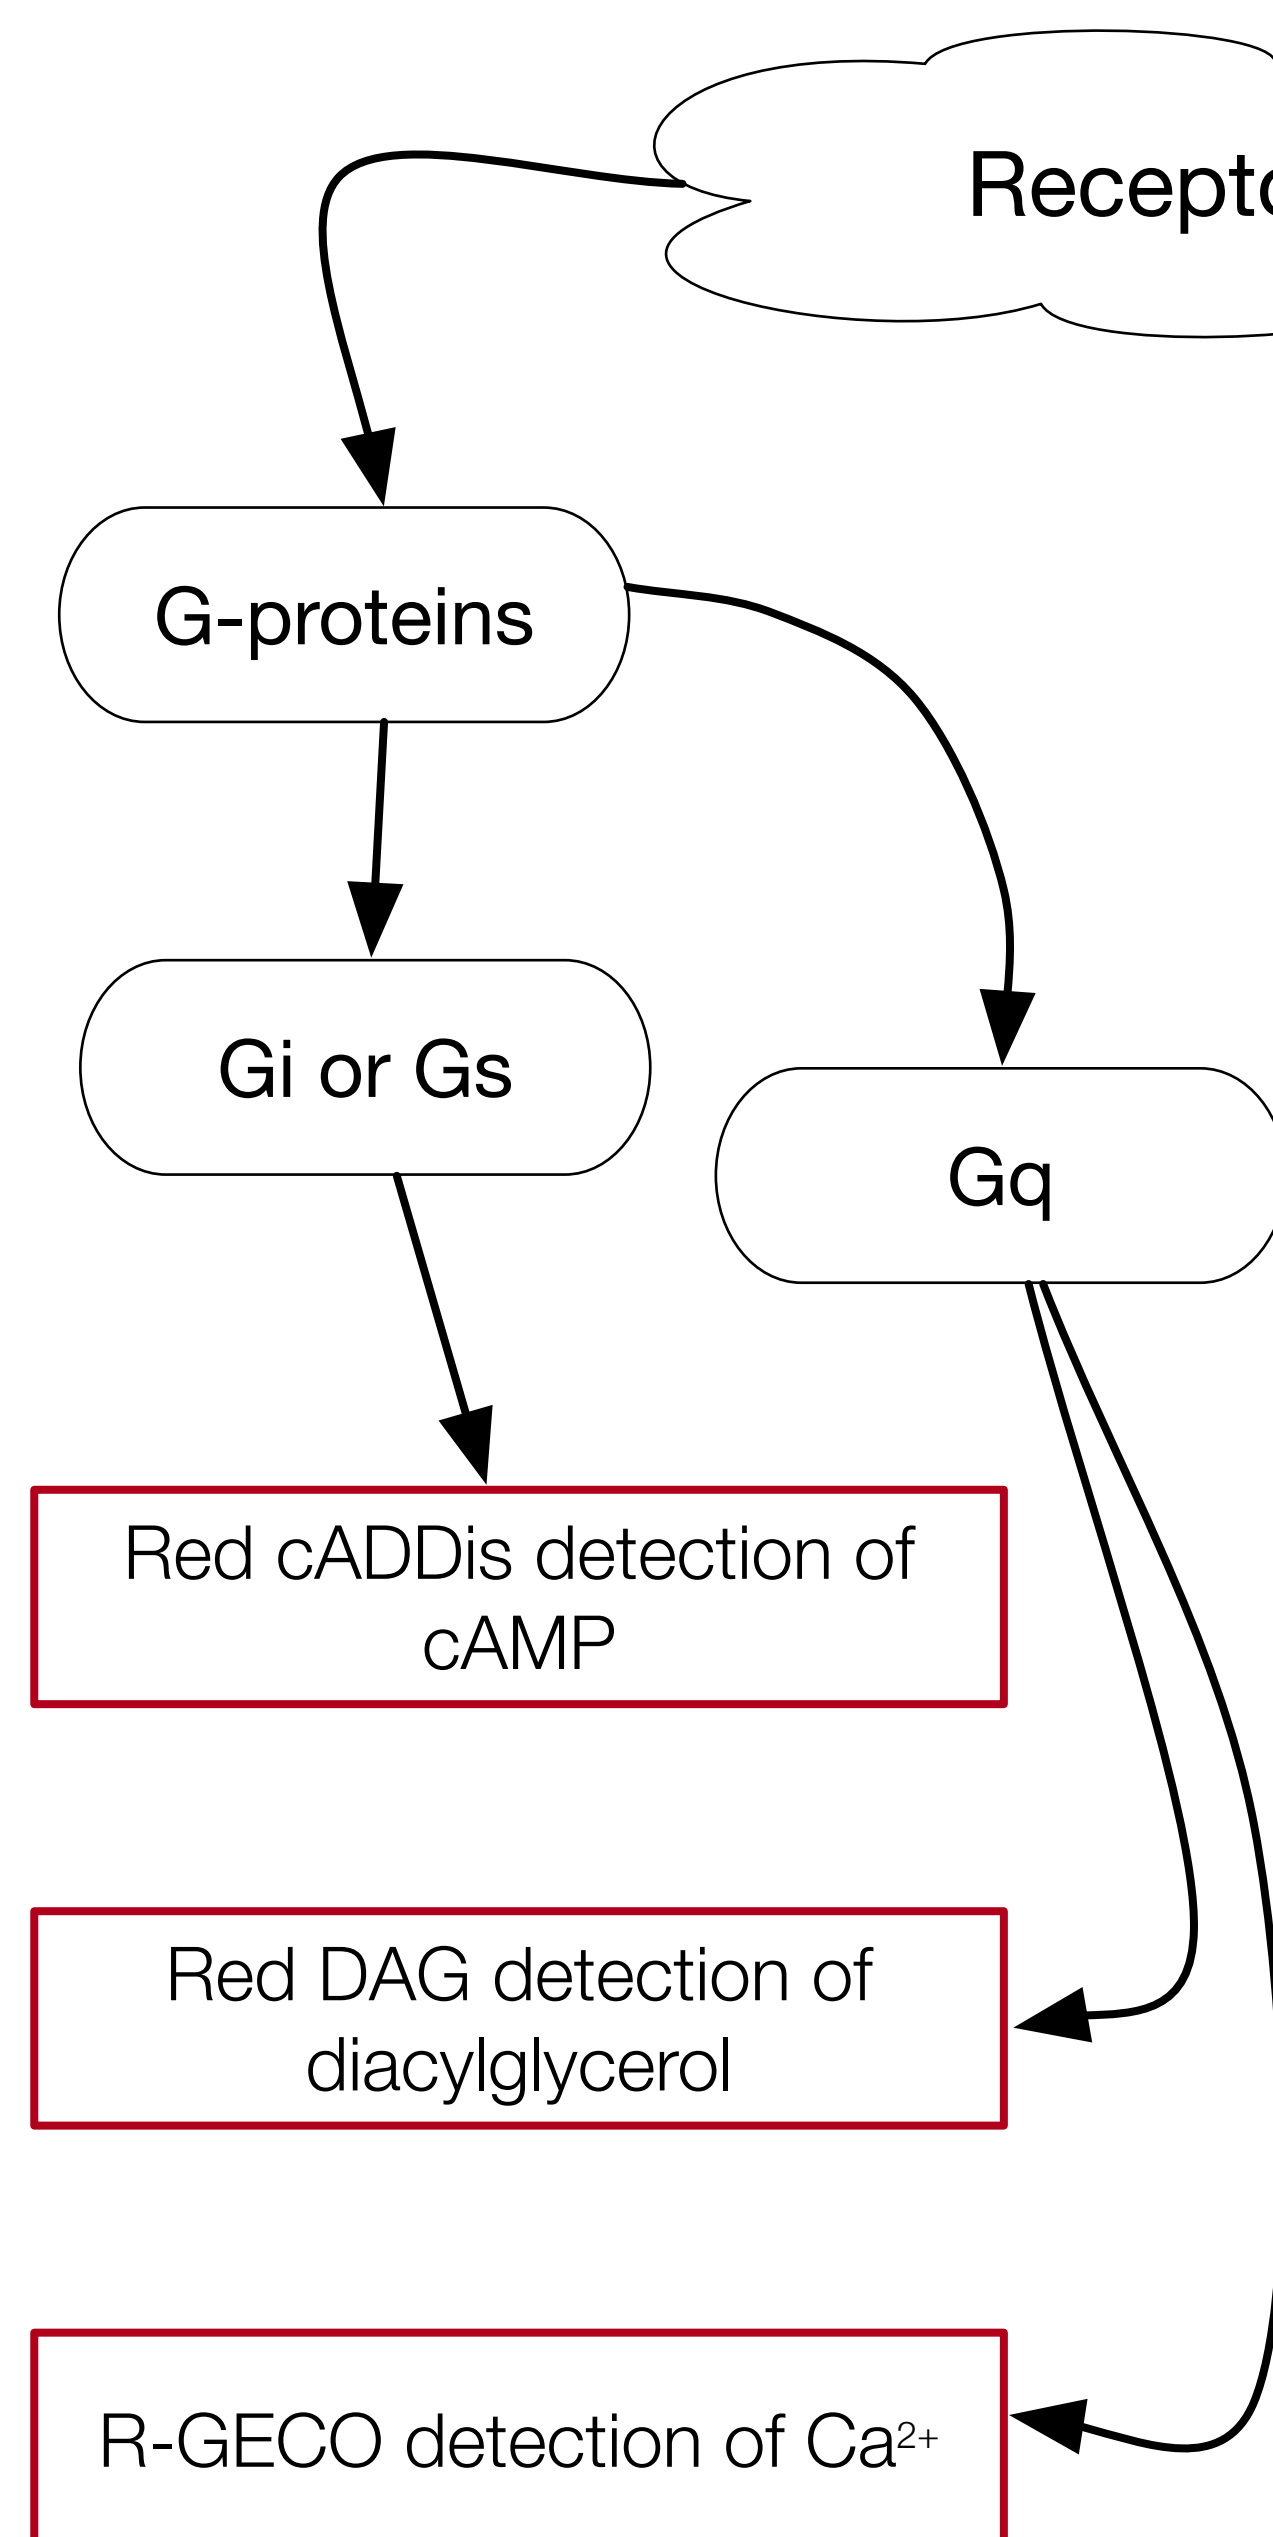 Recepto
G-proteins
Gi or Gs
Gq
Red cADDis detection of
cAMP
Red DAG detection of
diacylglycerol
R-GECO detection of Ca²⁺